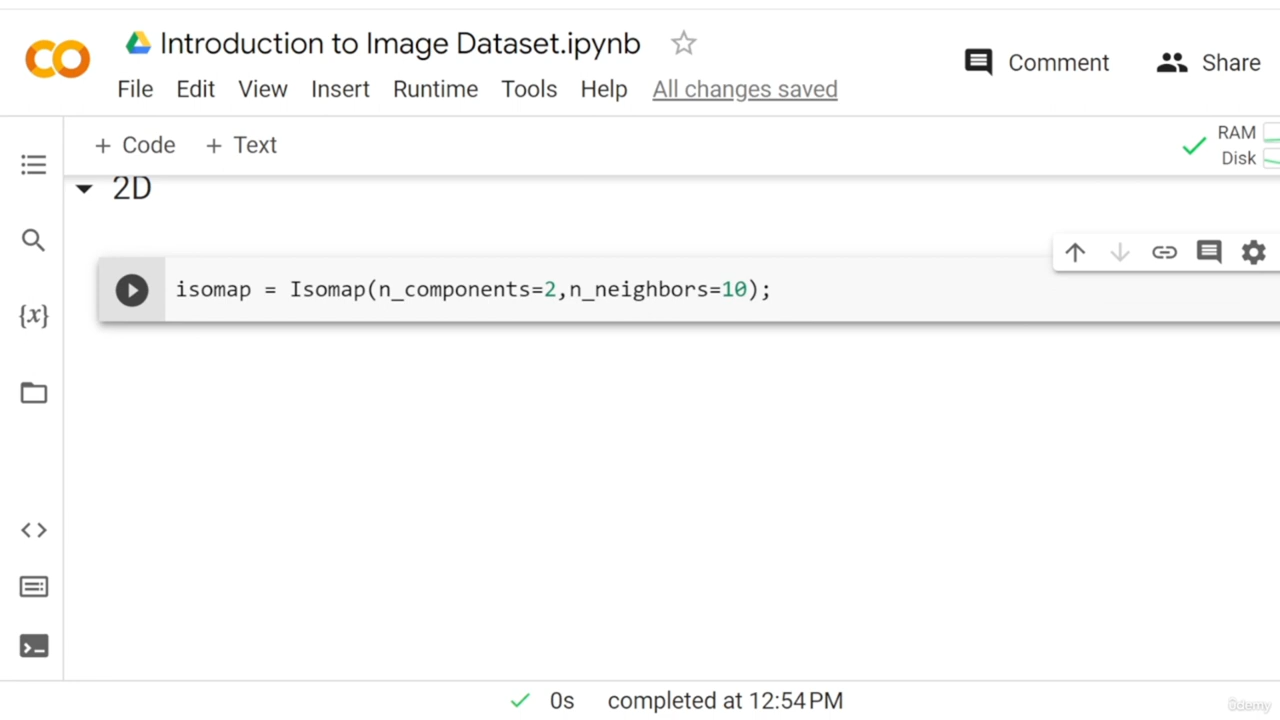 Introduction to Image Dataset.ipynb
File Edit View Insert Runtime Tools Help All changes saved
Comment Share
+ Code + Text
RAM
Disk
2D
{x}
isomap = Isomap(n_components=2,n_neighbors=10);
0s completed at 12:54 PM
ûdemy